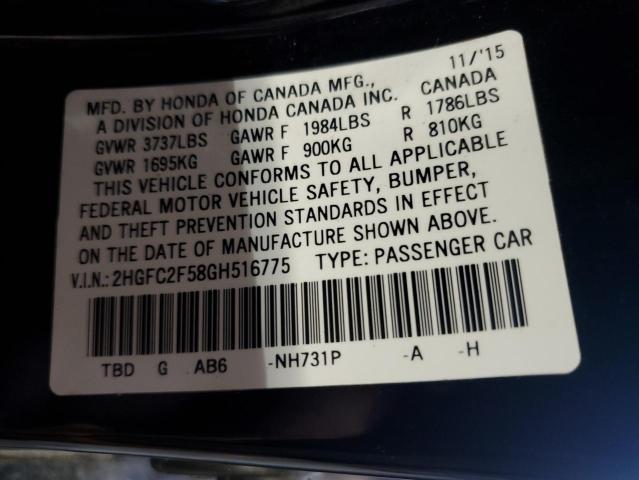 11/'15
MFD. BY HONDA OF CANADA MFG.,
A DIVISION OF HONDA CANADA INC. CANADA
GVWR 3737LBS GAWR F 1984LBS R 1786LBS
GVWR 1695KG GAWR F 900KG R 810KG
THIS VEHICLE CONFORMS TO ALL APPLICABLE
FEDERAL MOTOR VEHICLE SAFETY, BUMPER,
AND THEFT PREVENTION STANDARDS IN EFFECT
ON THE DATE OF MANUFACTURE SHOWN ABOVE.
V.I.N.:2HGFC2F58GH516775 TYPE: PASSENGER CAR
TBD G AB6 -NH731P -A -H